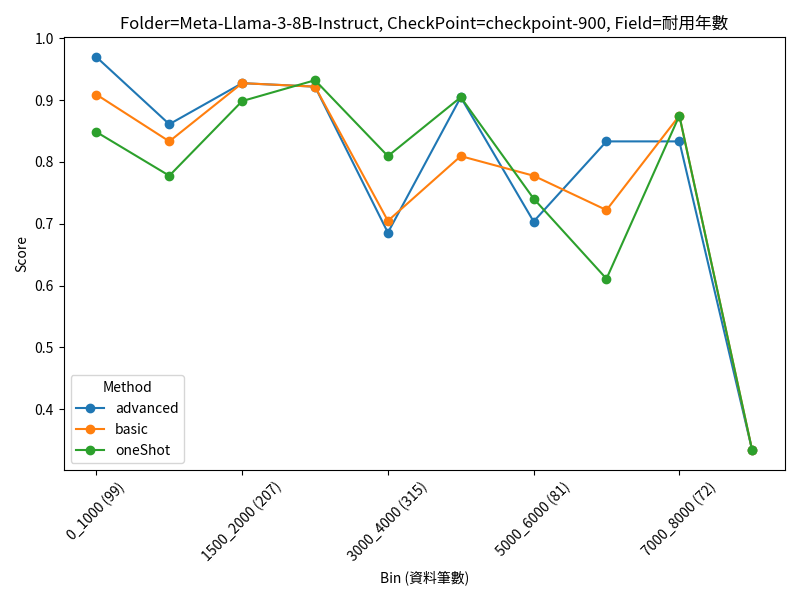 Folder=Meta-Llama-3-8B-Instruct, CheckPoint=checkpoint-900, Field=耐用年數
1.0
0.9
0.8
0.7
0.6
0.5
0.4
Score
Method
advanced
basic
oneShot
0_1000 (99)
1500_2000 (207)
3000_4000 (315)
5000_6000 (81)
7000_8000 (72)
Bin (資料筆數)